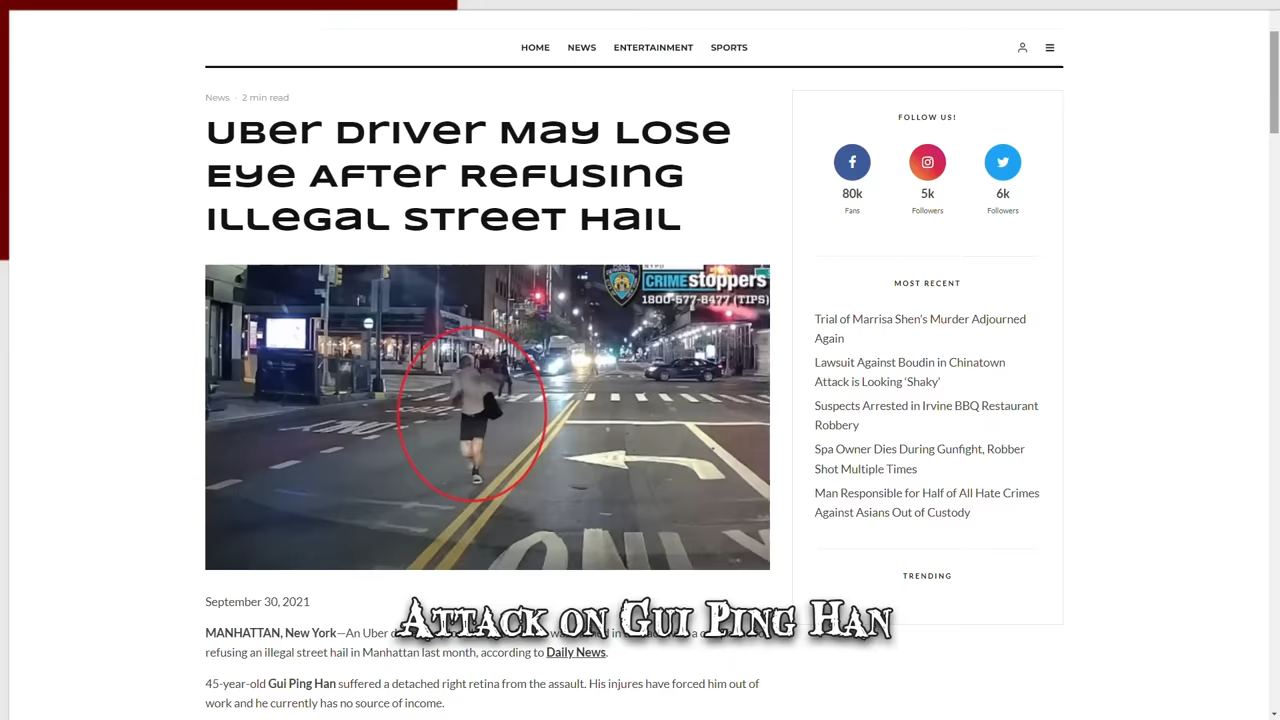 HOME NEWS ENTERTAINMENT SPORTS
News · 2 min read
Uber Driver May Lose
Eye After Refusing
Illegal Street Hail
NYPD
CRIMEstoppers
1800-577-8477 (TIPS)
ONLY
September 30, 2021
Attack on Gui Ping Han
MANHATTAN, New York—An Uber
refusing an illegal street hail in Manhattan last month, according to Daily News.
45-year-old Gui Ping Han suffered a detached right retina from the assault. His injures have forced him out of
work and he currently has no source of income.
FOLLOW US!
80k 5k 6k
Fans Followers Followers
MOST RECENT
Trial of Marrisa Shen’s Murder Adjourned
Again
Lawsuit Against Boudin in Chinatown
Attack is Looking ‘Shaky’
Suspects Arrested in Irvine BBQ Restaurant
Robbery
Spa Owner Dies During Gunfight, Robber
Shot Multiple Times
Man Responsible for Half of All Hate Crimes
Against Asians Out of Custody
TRENDING